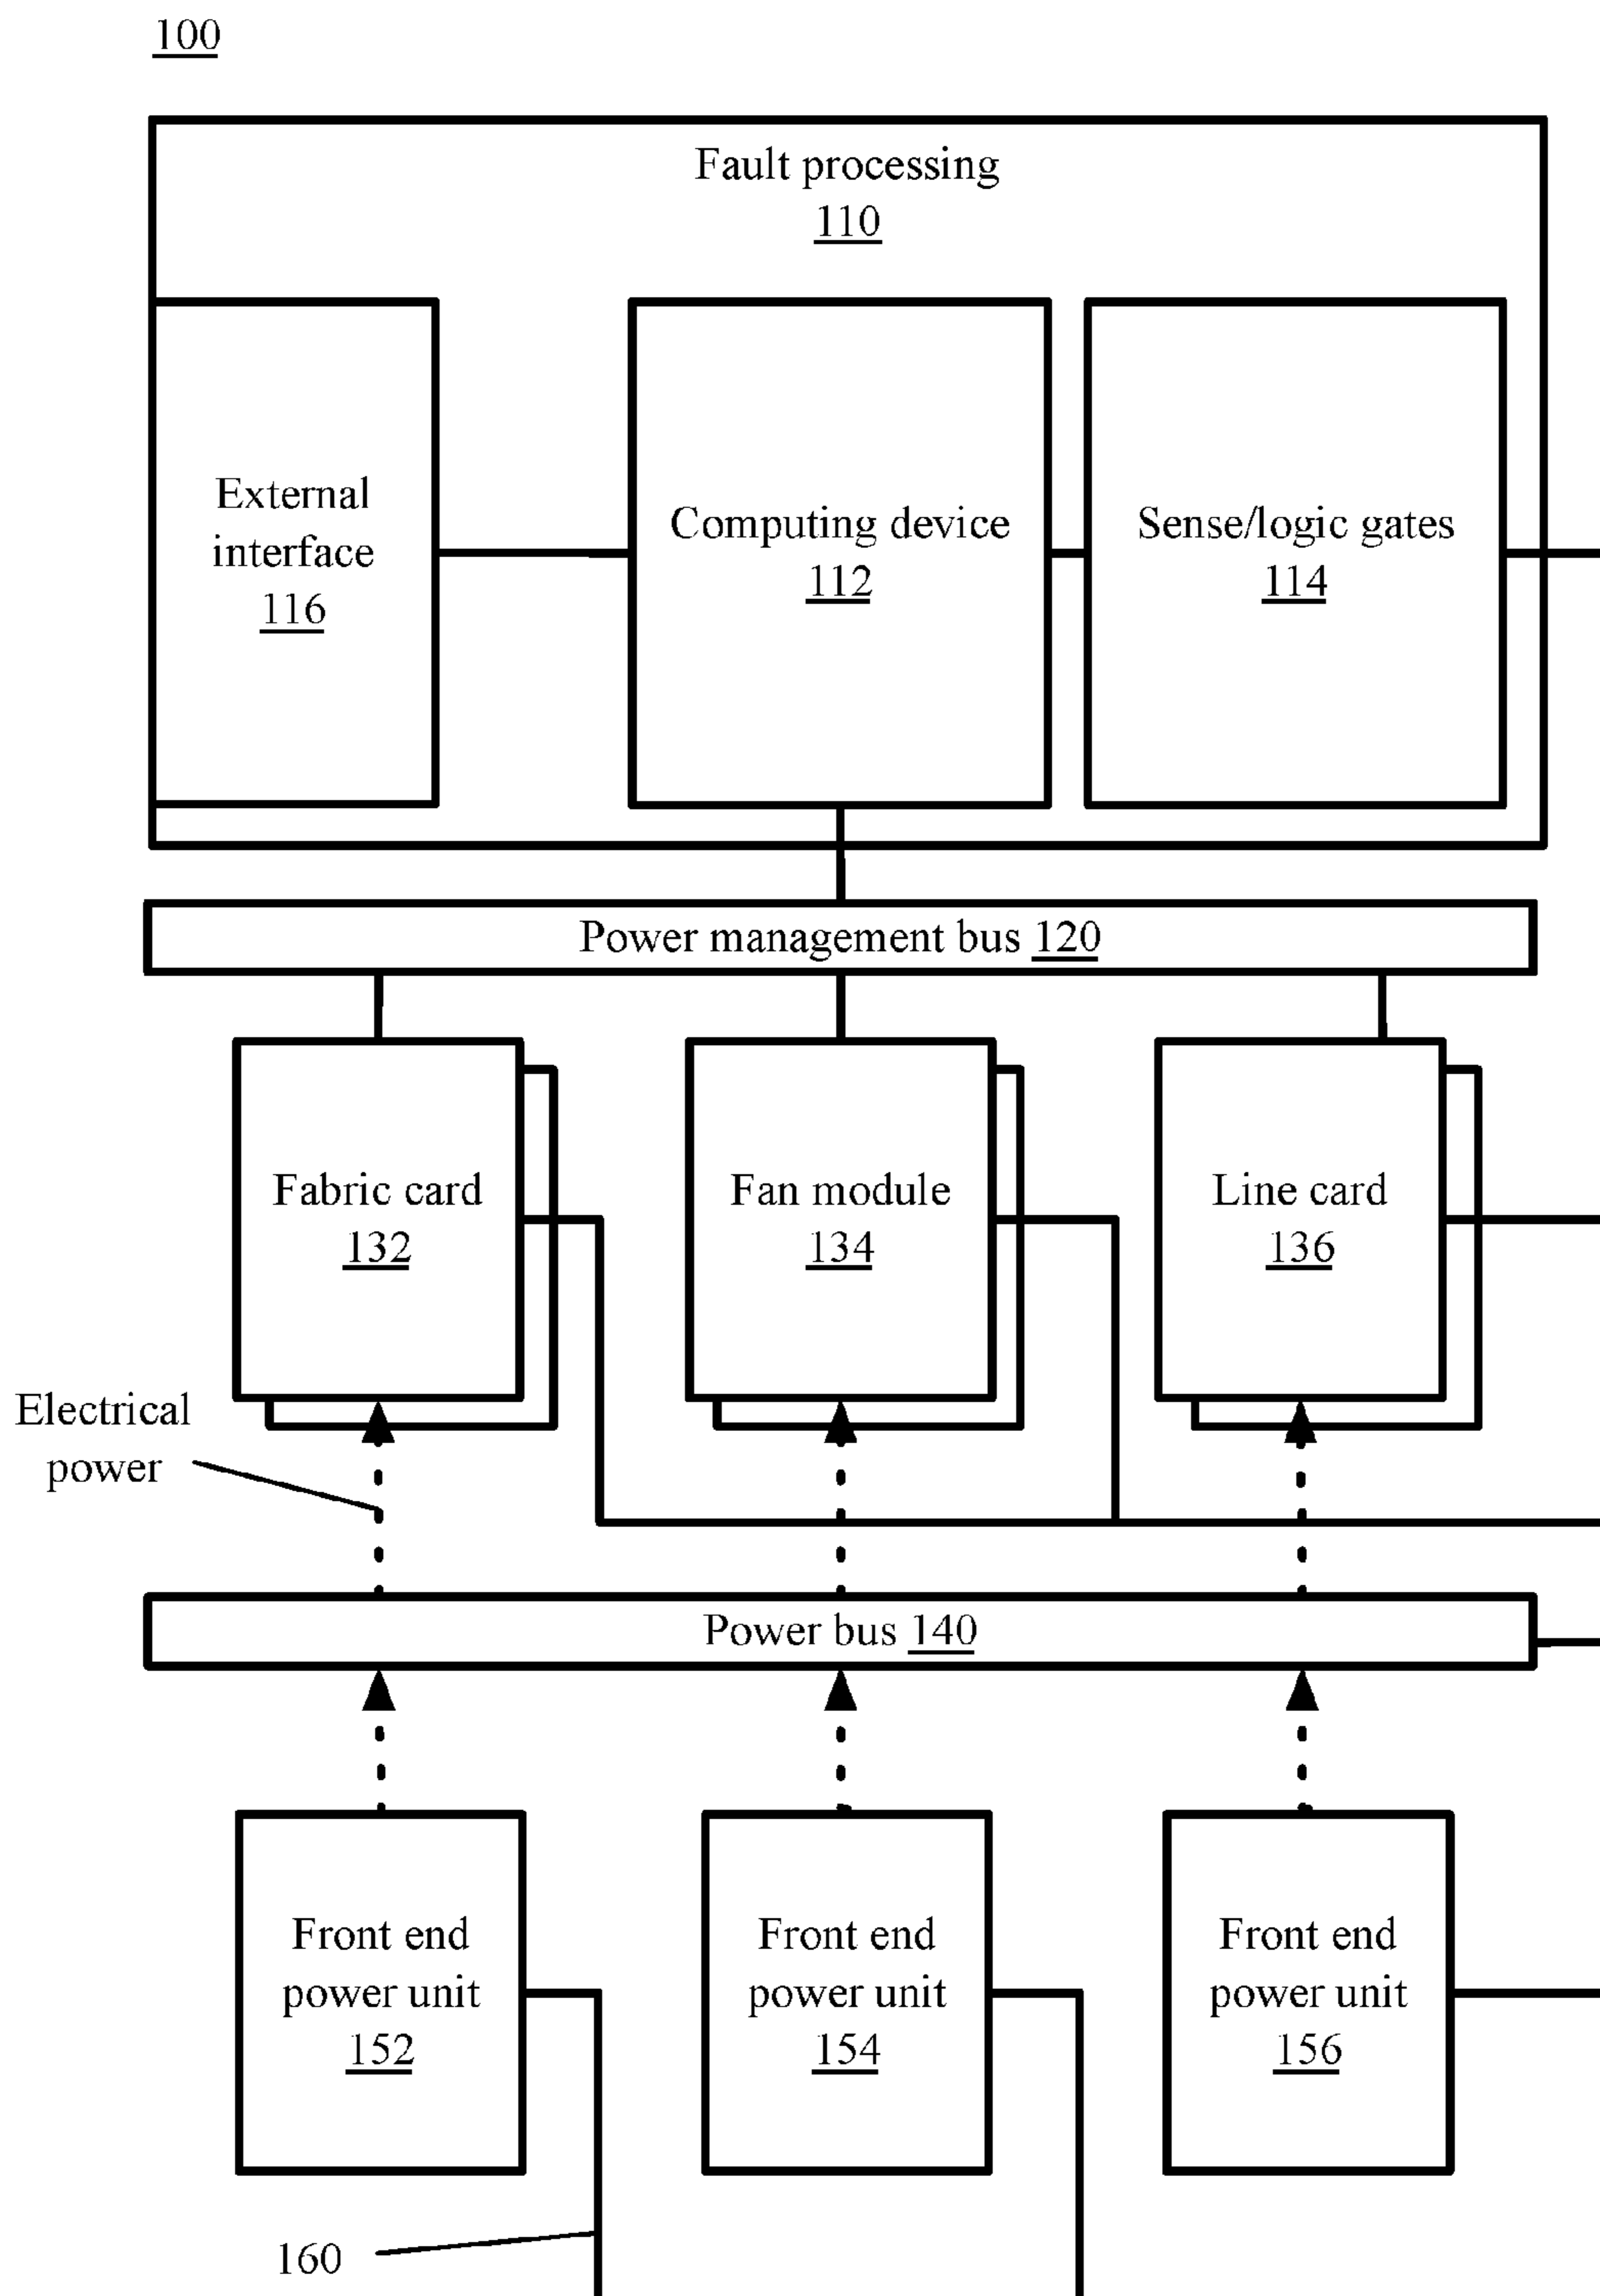 100
Fault processing
110
External
interface
116
Computing device
112
Sense/logic gates
114
Power management bus 120
Fabric card
132
Fan module
134
Line card
136
Electrical
power
Power bus 140
Front end
power unit
152
Front end
power unit
154
Front end
power unit
156
160